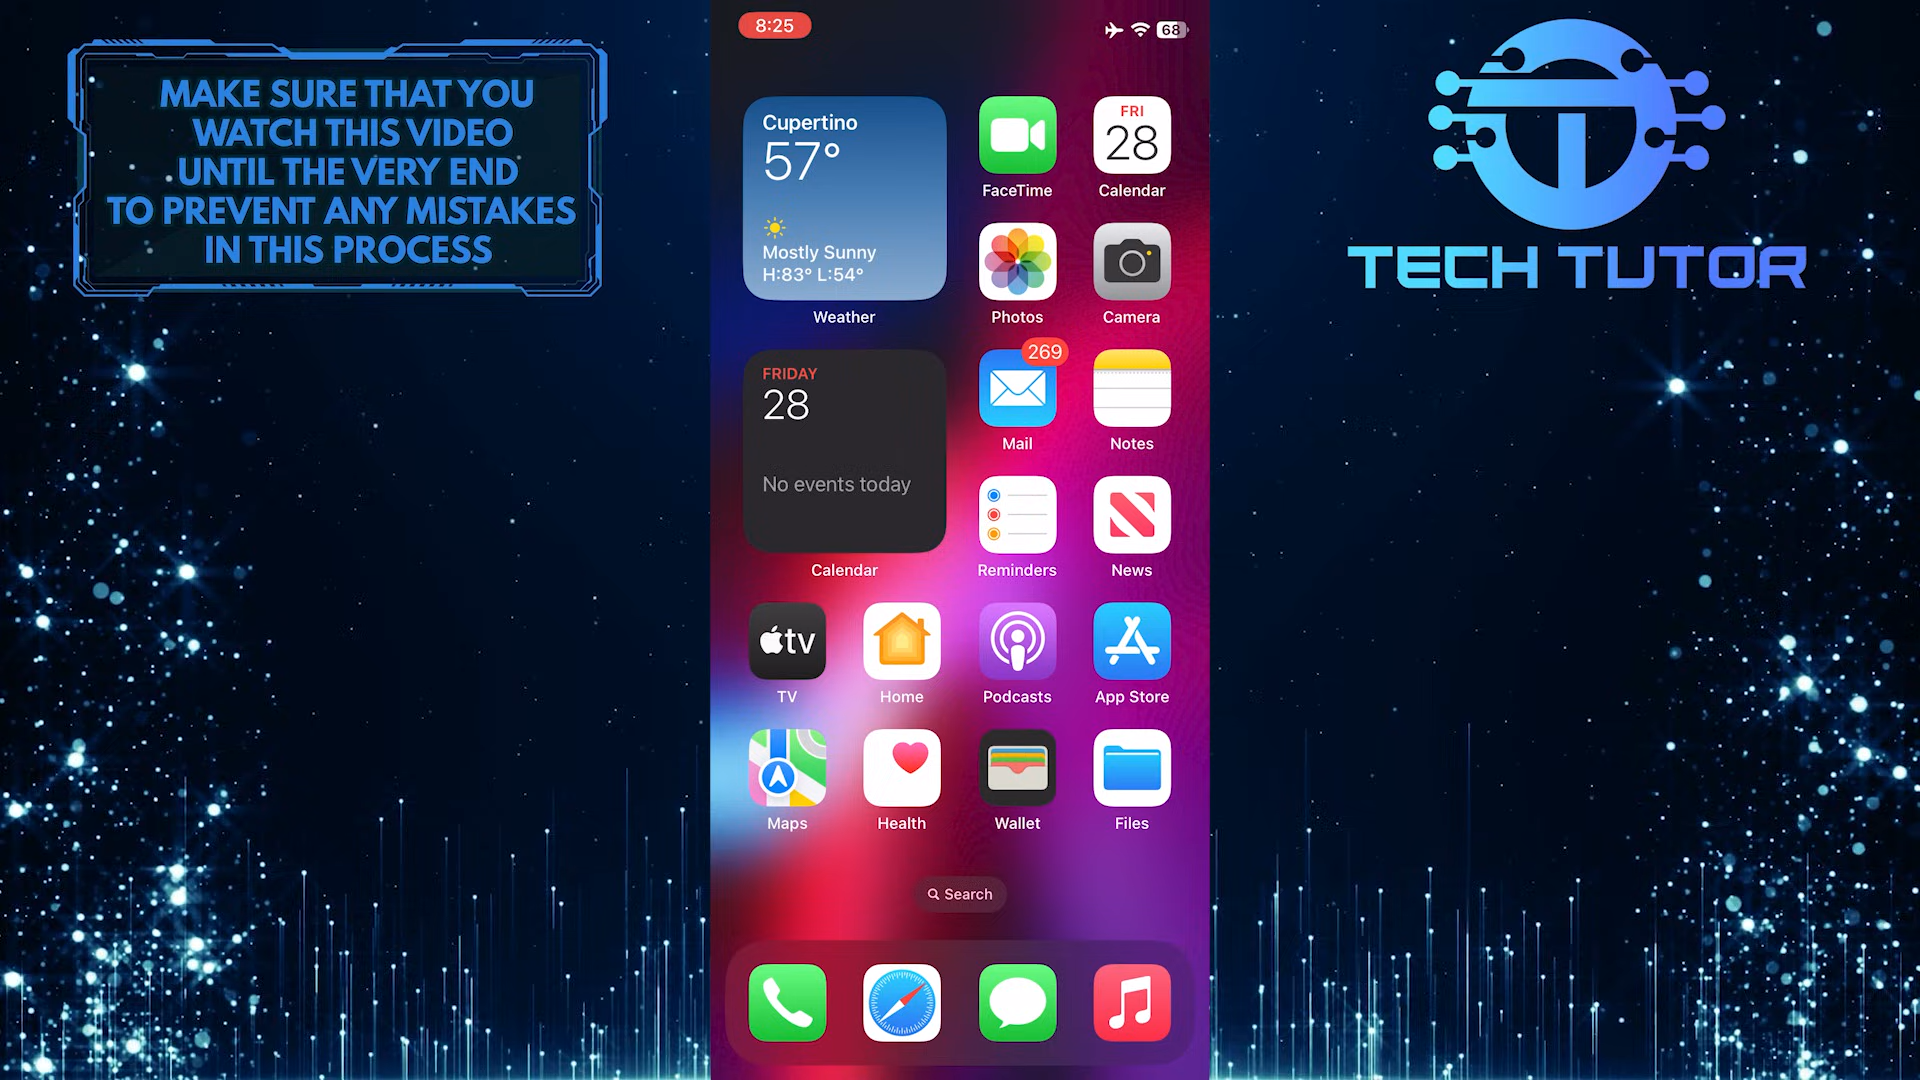 MAKE SURE THAT YOU
WATCH THIS VIDEO
UNTIL THE VERY END
TO PREVENT ANY MISTAKES
IN THIS PROCESS
8:25
68
Cupertino
57°
Mostly Sunny
H:83° L:54°
Weather
FaceTime
FRI
28
Calendar
Photos
Camera
FRIDAY
28
No events today
Calendar
269
Mail
Notes
Reminders
News
tv
TV
Home
Podcasts
App Store
Maps
Health
Wallet
Files
Search
TECH TUTOR